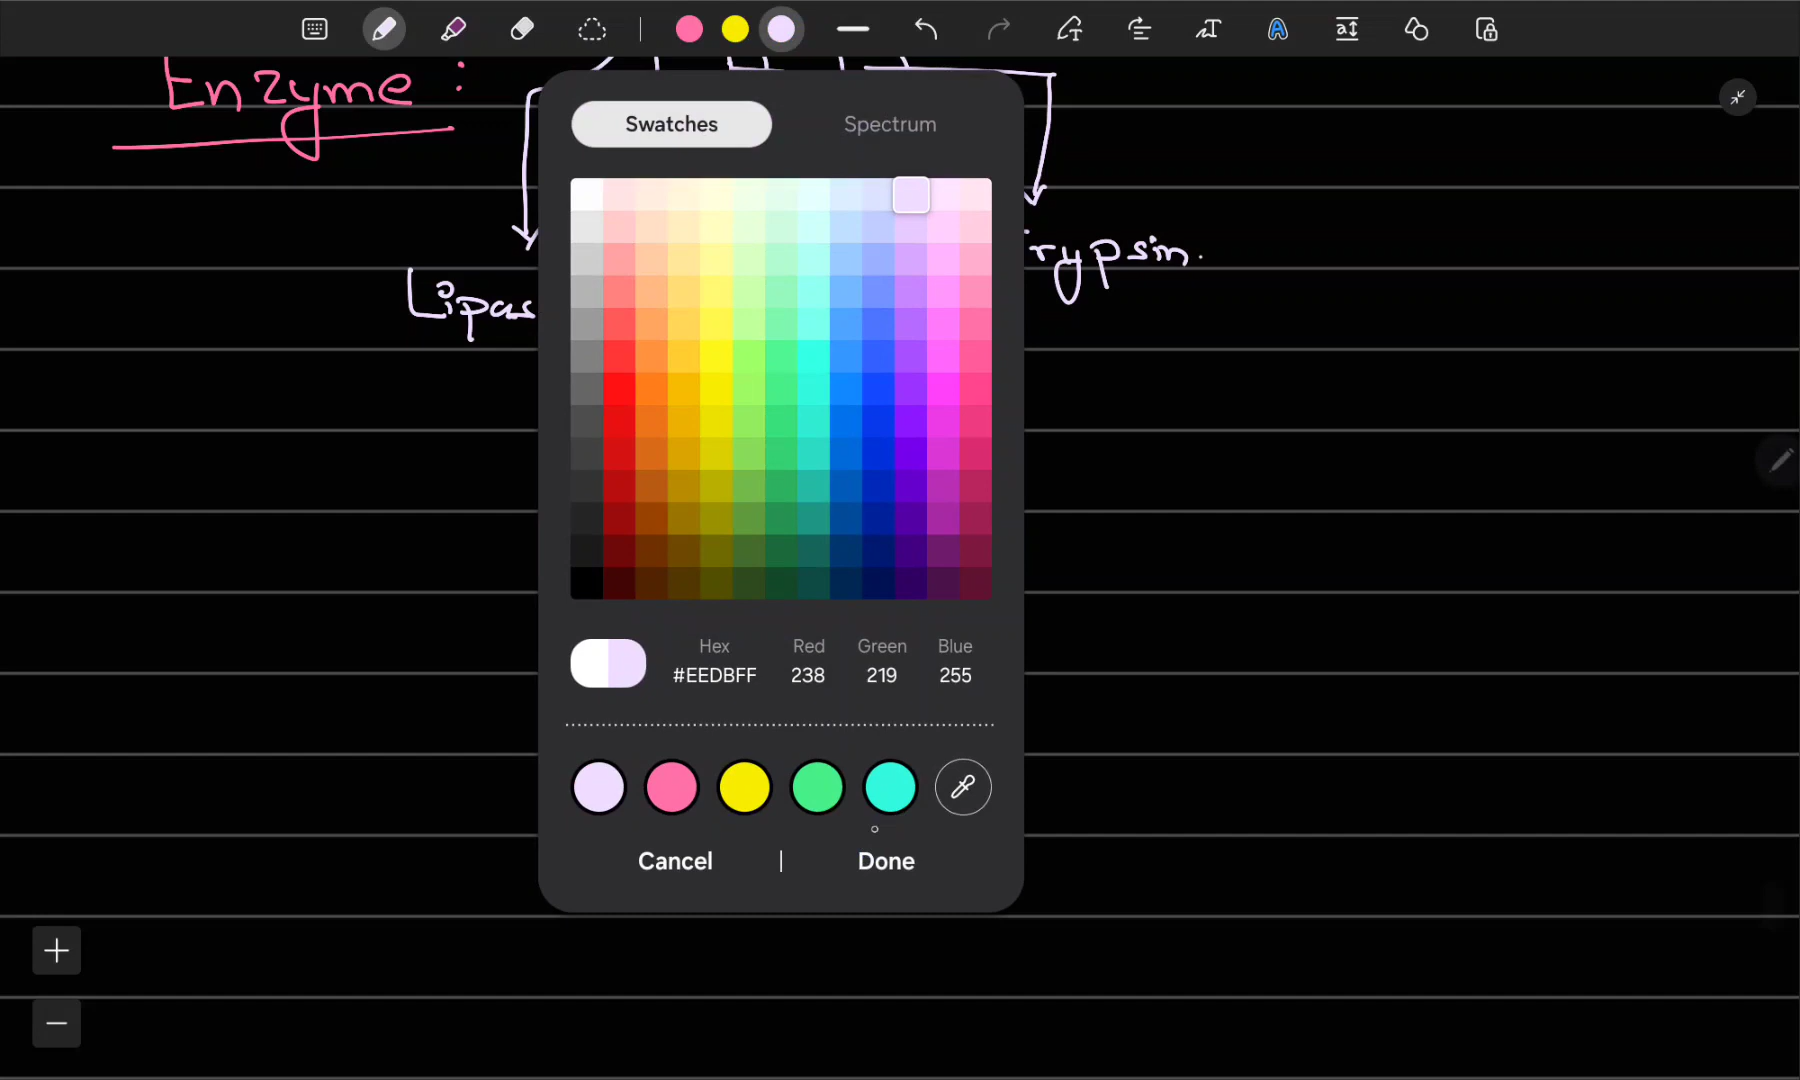 Enzyme :
Swatches Spectrum
Hex Red Green Blue
#EEDBFF 238 219 255
Cancel | Done